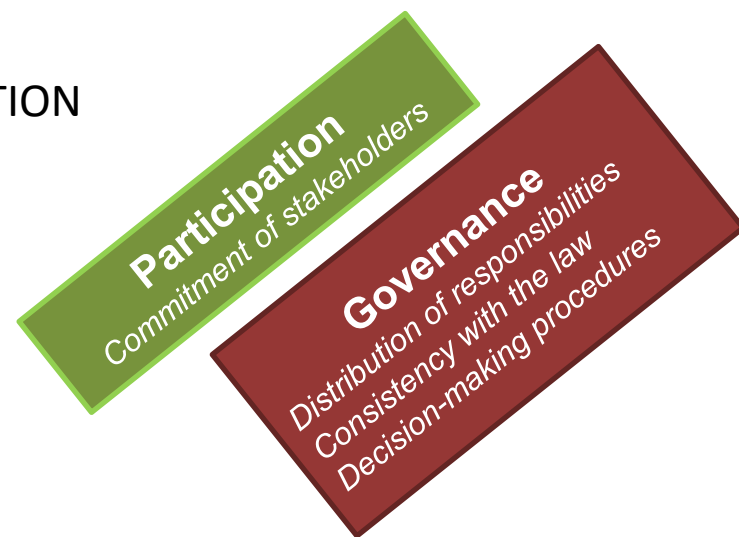 TION
Participation
Commitment of stakeholders
Governance
Distribution of responsibilities
Consistency with the law
Decision-making procedures